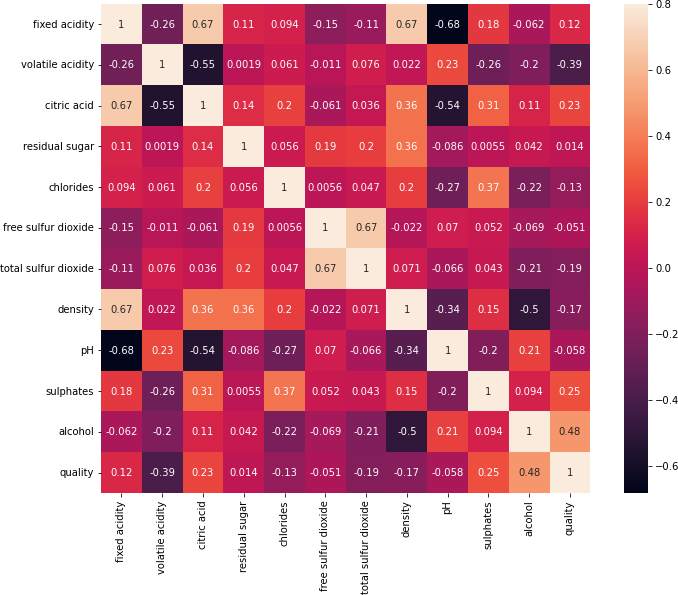 fixed acidity 1 -0.26 0.67 0.11 0.094 -0.15 -0.11 0.67 -0.68 0.18 -0.062 0.12
volatile acidity -0.26 1 -0.55 0.0019 0.061 -0.011 0.076 0.022 0.23 -0.26 -0.2 -0.39
citric acid 0.67 -0.55 1 0.14 0.2 -0.061 0.036 0.36 -0.54 0.31 0.11 0.23
residual sugar 0.11 0.0019 0.14 1 0.056 0.19 0.2 0.36 -0.086 0.0055 0.042 0.014
chlorides 0.094 0.061 0.2 0.056 1 0.0056 0.047 0.2 -0.27 0.37 -0.22 -0.13
free sulfur dioxide -0.15 -0.011 -0.061 0.19 0.0056 1 0.67 -0.022 0.07 0.052 -0.069 -0.051
total sulfur dioxide -0.11 0.076 0.036 0.2 0.047 0.67 1 0.071 -0.066 0.043 -0.21 -0.19
density 0.67 0.022 0.36 0.36 0.2 -0.022 0.071 1 -0.34 0.15 -0.5 -0.17
pH -0.68 0.23 -0.54 -0.086 -0.27 0.07 -0.066 -0.34 1 -0.2 0.21 -0.058
sulphates 0.18 -0.26 0.31 0.0055 0.37 0.052 0.043 0.15 -0.2 1 0.094 0.25
alcohol -0.062 -0.2 0.11 0.042 -0.22 -0.069 -0.21 -0.5 0.21 0.094 1 0.48
quality 0.12 -0.39 0.23 0.014 -0.13 -0.051 -0.19 -0.17 -0.058 0.25 0.48 1
fixed acidity
volatile acidity
citric acid
residual sugar
chlorides
free sulfur dioxide
total sulfur dioxide
density
pH
sulphates
alcohol
quality
0.8
0.6
0.4
0.2
0.0
−0.2
−0.4
−0.6